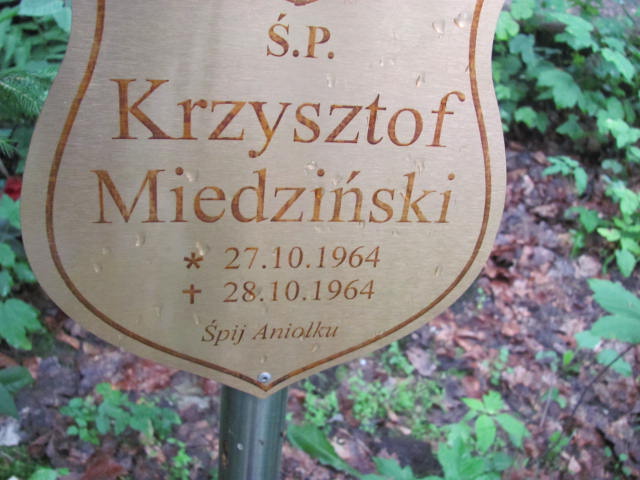 Ś.P.
Krzysztof
Miedziński
* 27.10.1964
+ 28.10.1964
Śpij Aniołku